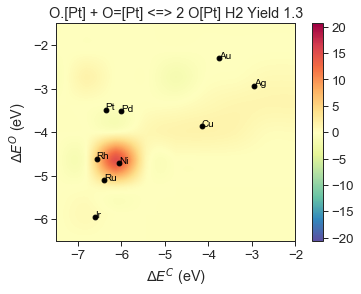 O.[Pt] + O=[Pt] <=> 2 O[Pt] H2 Yield 1.3
ΔE^O (eV)
−2
−3
−4
−5
−6
Au
Ag
Pt
Pd
Cu
Rh
Ni
Ru
Ir
−7
−6
−5
−4
−3
−2
ΔE^C (eV)
20
15
10
5
0
−5
−10
−15
−20